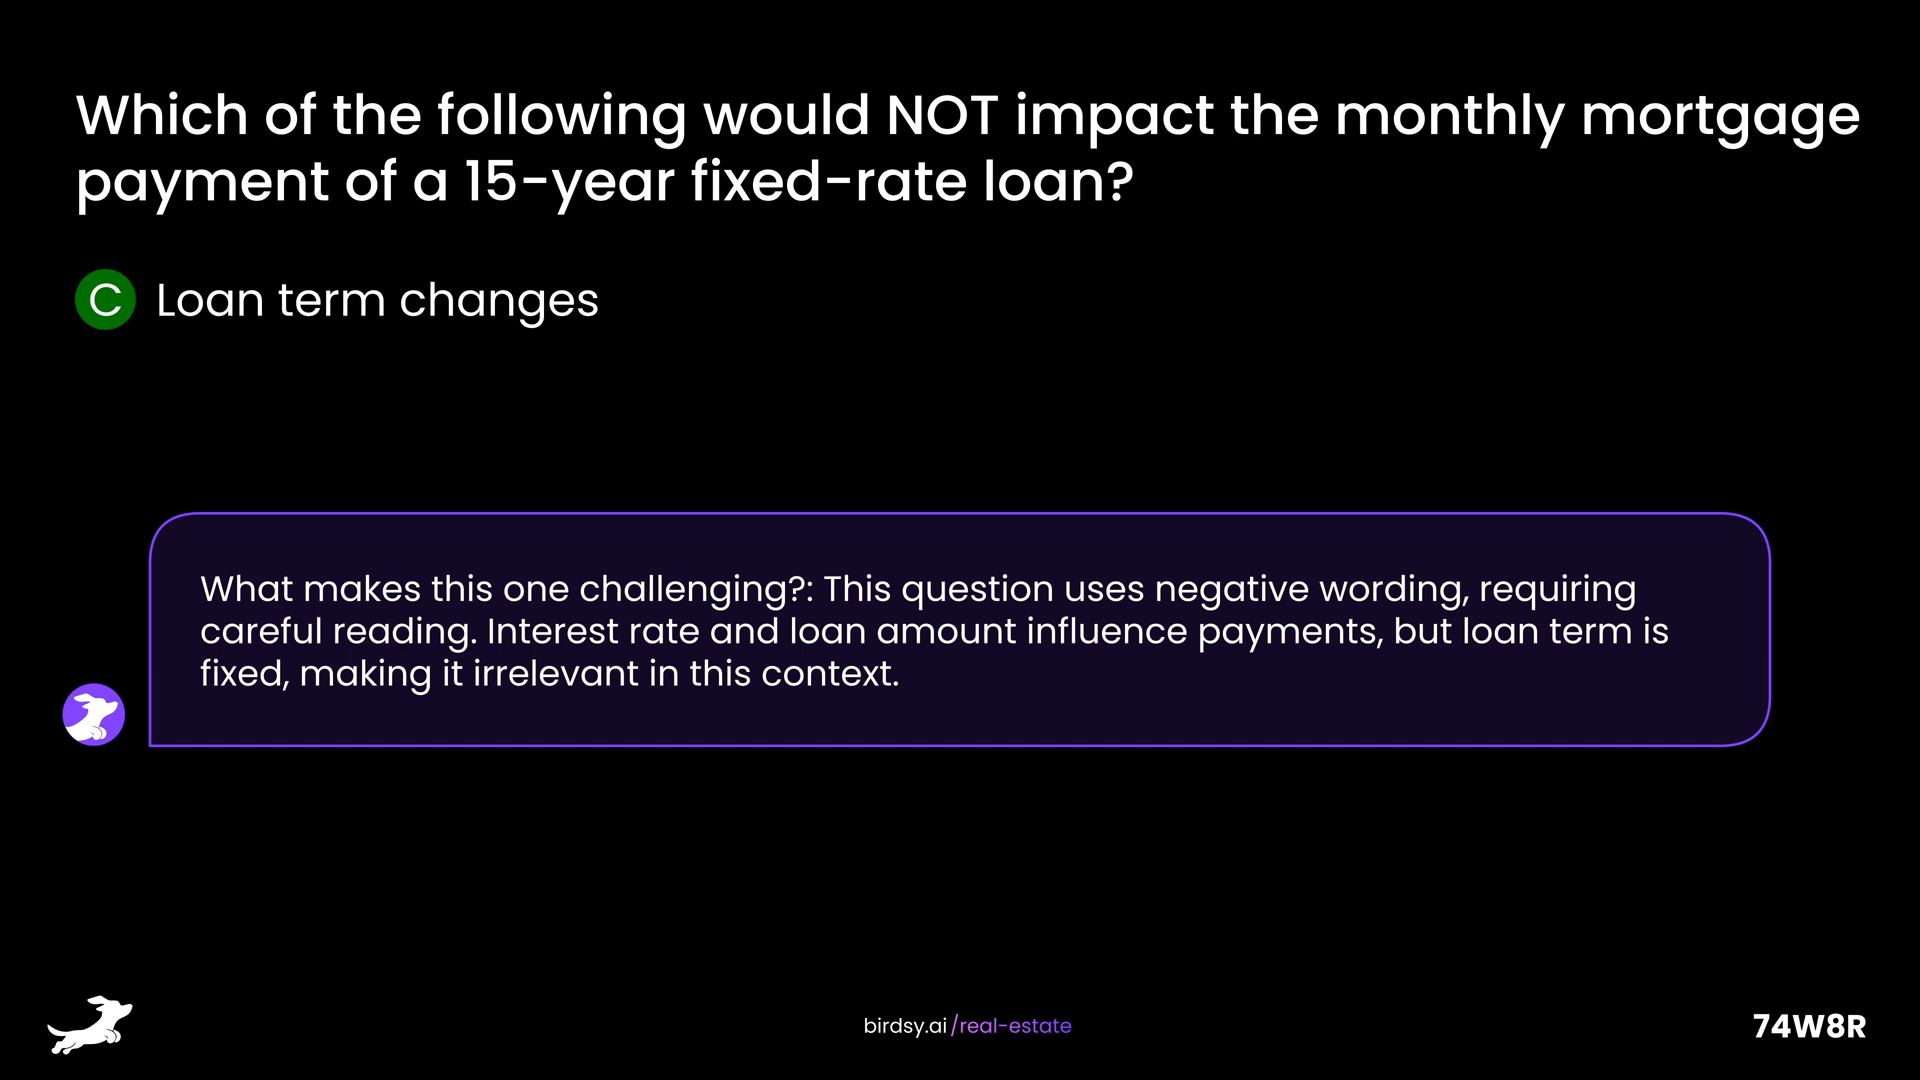 Which of the following would NOT impact the monthly mortgage
payment of a 15-year fixed-rate loan?
C Loan term changes
What makes this one challenging?: This question uses negative wording, requiring
careful reading. Interest rate and loan amount influence payments, but loan term is
fixed, making it irrelevant in this context.
birdsy.ai/real-estate
74W8R